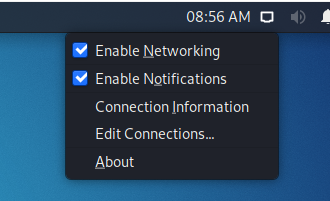 08:56 AM
Enable Networking
Enable Notifications
Connection Information
Edit Connections...
About